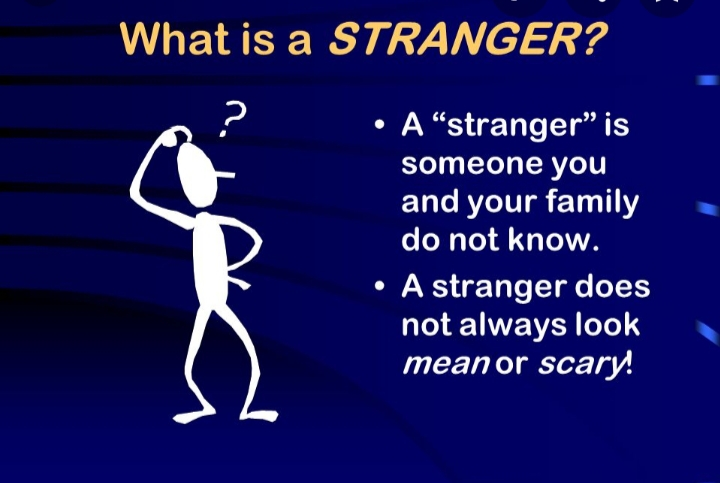 What is a STRANGER?
?
• A “stranger” is
someone you
and your family
do not know.
• A stranger does
not always look
mean or scary!